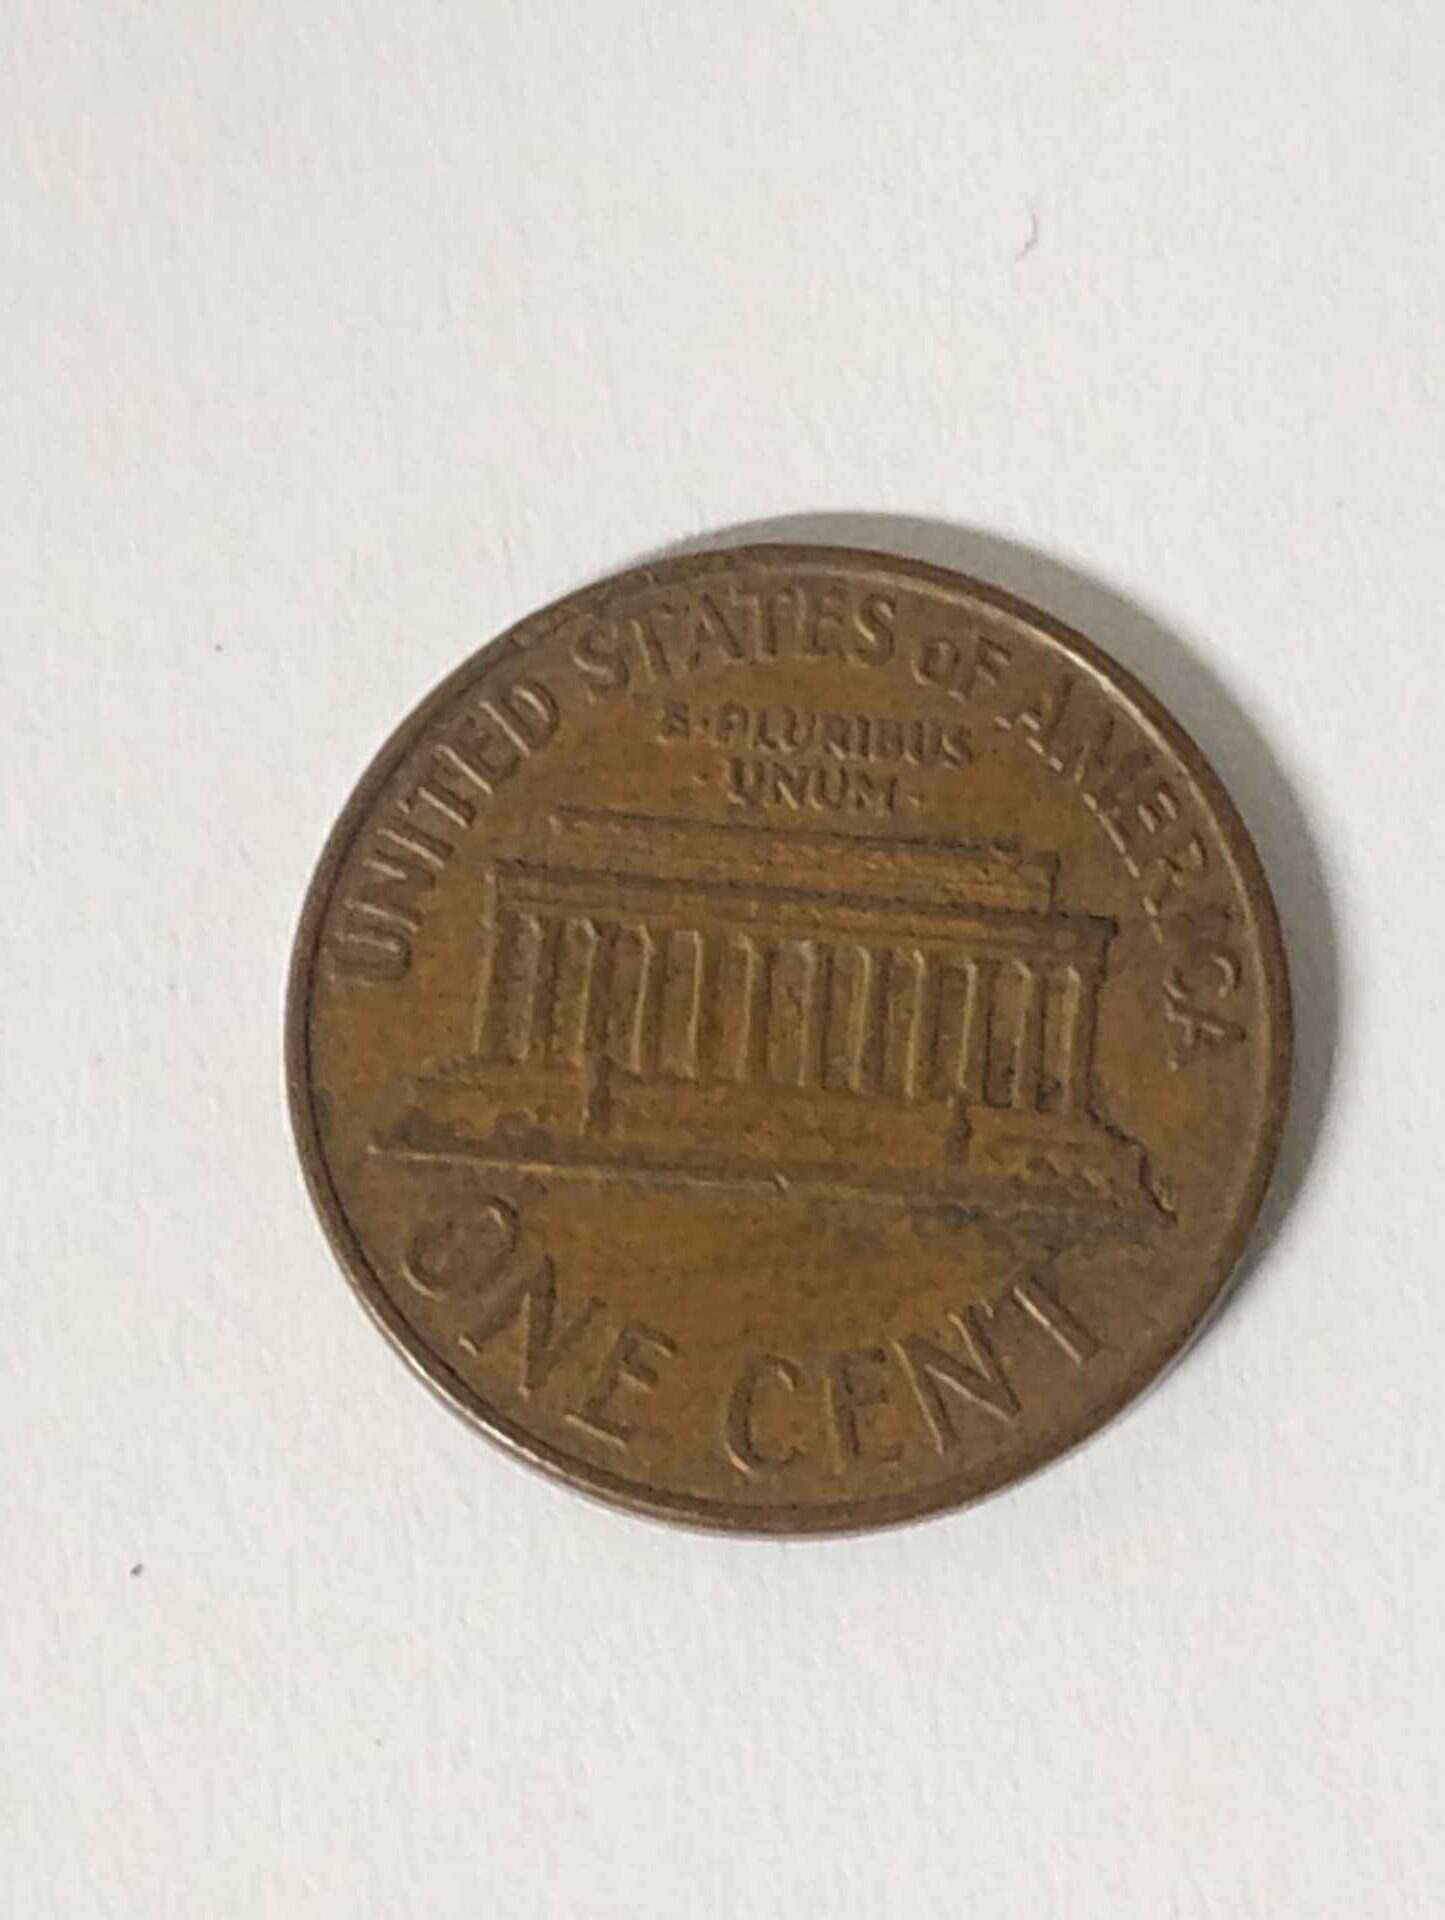 UNITED STATES OF AMERICA
E·PLURIBUS
·UNUM·
ONE CENT